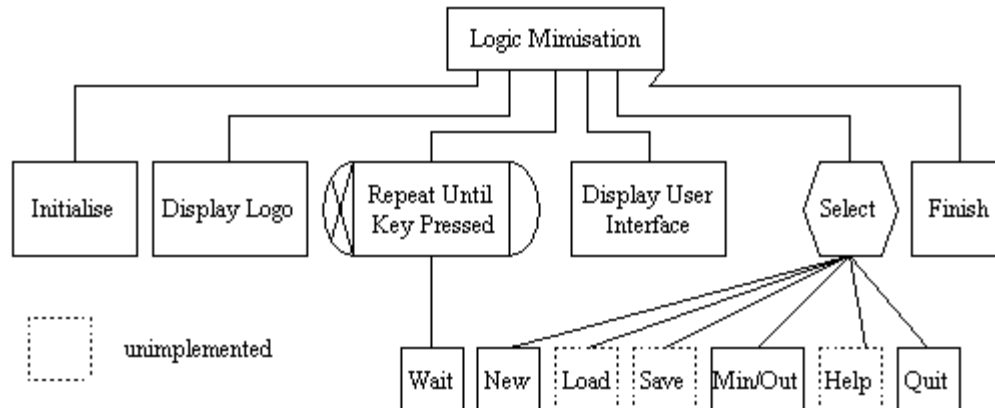 Logic Mimisation
Initialise
Display Logo
Repeat Until
Key Pressed
Display User
Interface
Select
Finish
unimplemented
Wait
New
Load
Save
Min/Out
Help
Quit